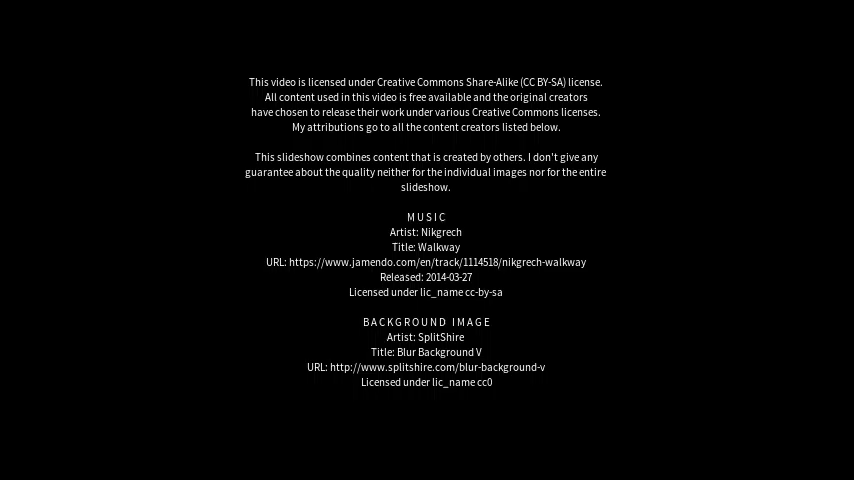 This video is licensed under Creative Commons Share-Alike (CC BY-SA) license.
All content used in this video is free available and the original creators
have chosen to release their work under various Creative Commons licenses.
My attributions go to all the content creators listed below.
This slideshow combines content that is created by others. I don't give any
guarantee about the quality neither for the individual images nor for the entire
slideshow.
MUSIC
Artist: Nikgrech
Title: Walkway
URL: https://www.jamendo.com/en/track/1114518/nikgrech-walkway
Released: 2014-03-27
Licensed under lic_name cc-by-sa
BACKGROUND IMAGE
Artist: SplitShire
Title: Blur Background V
URL: http://www.splitshire.com/blur-background-v
Licensed under lic_name cc0